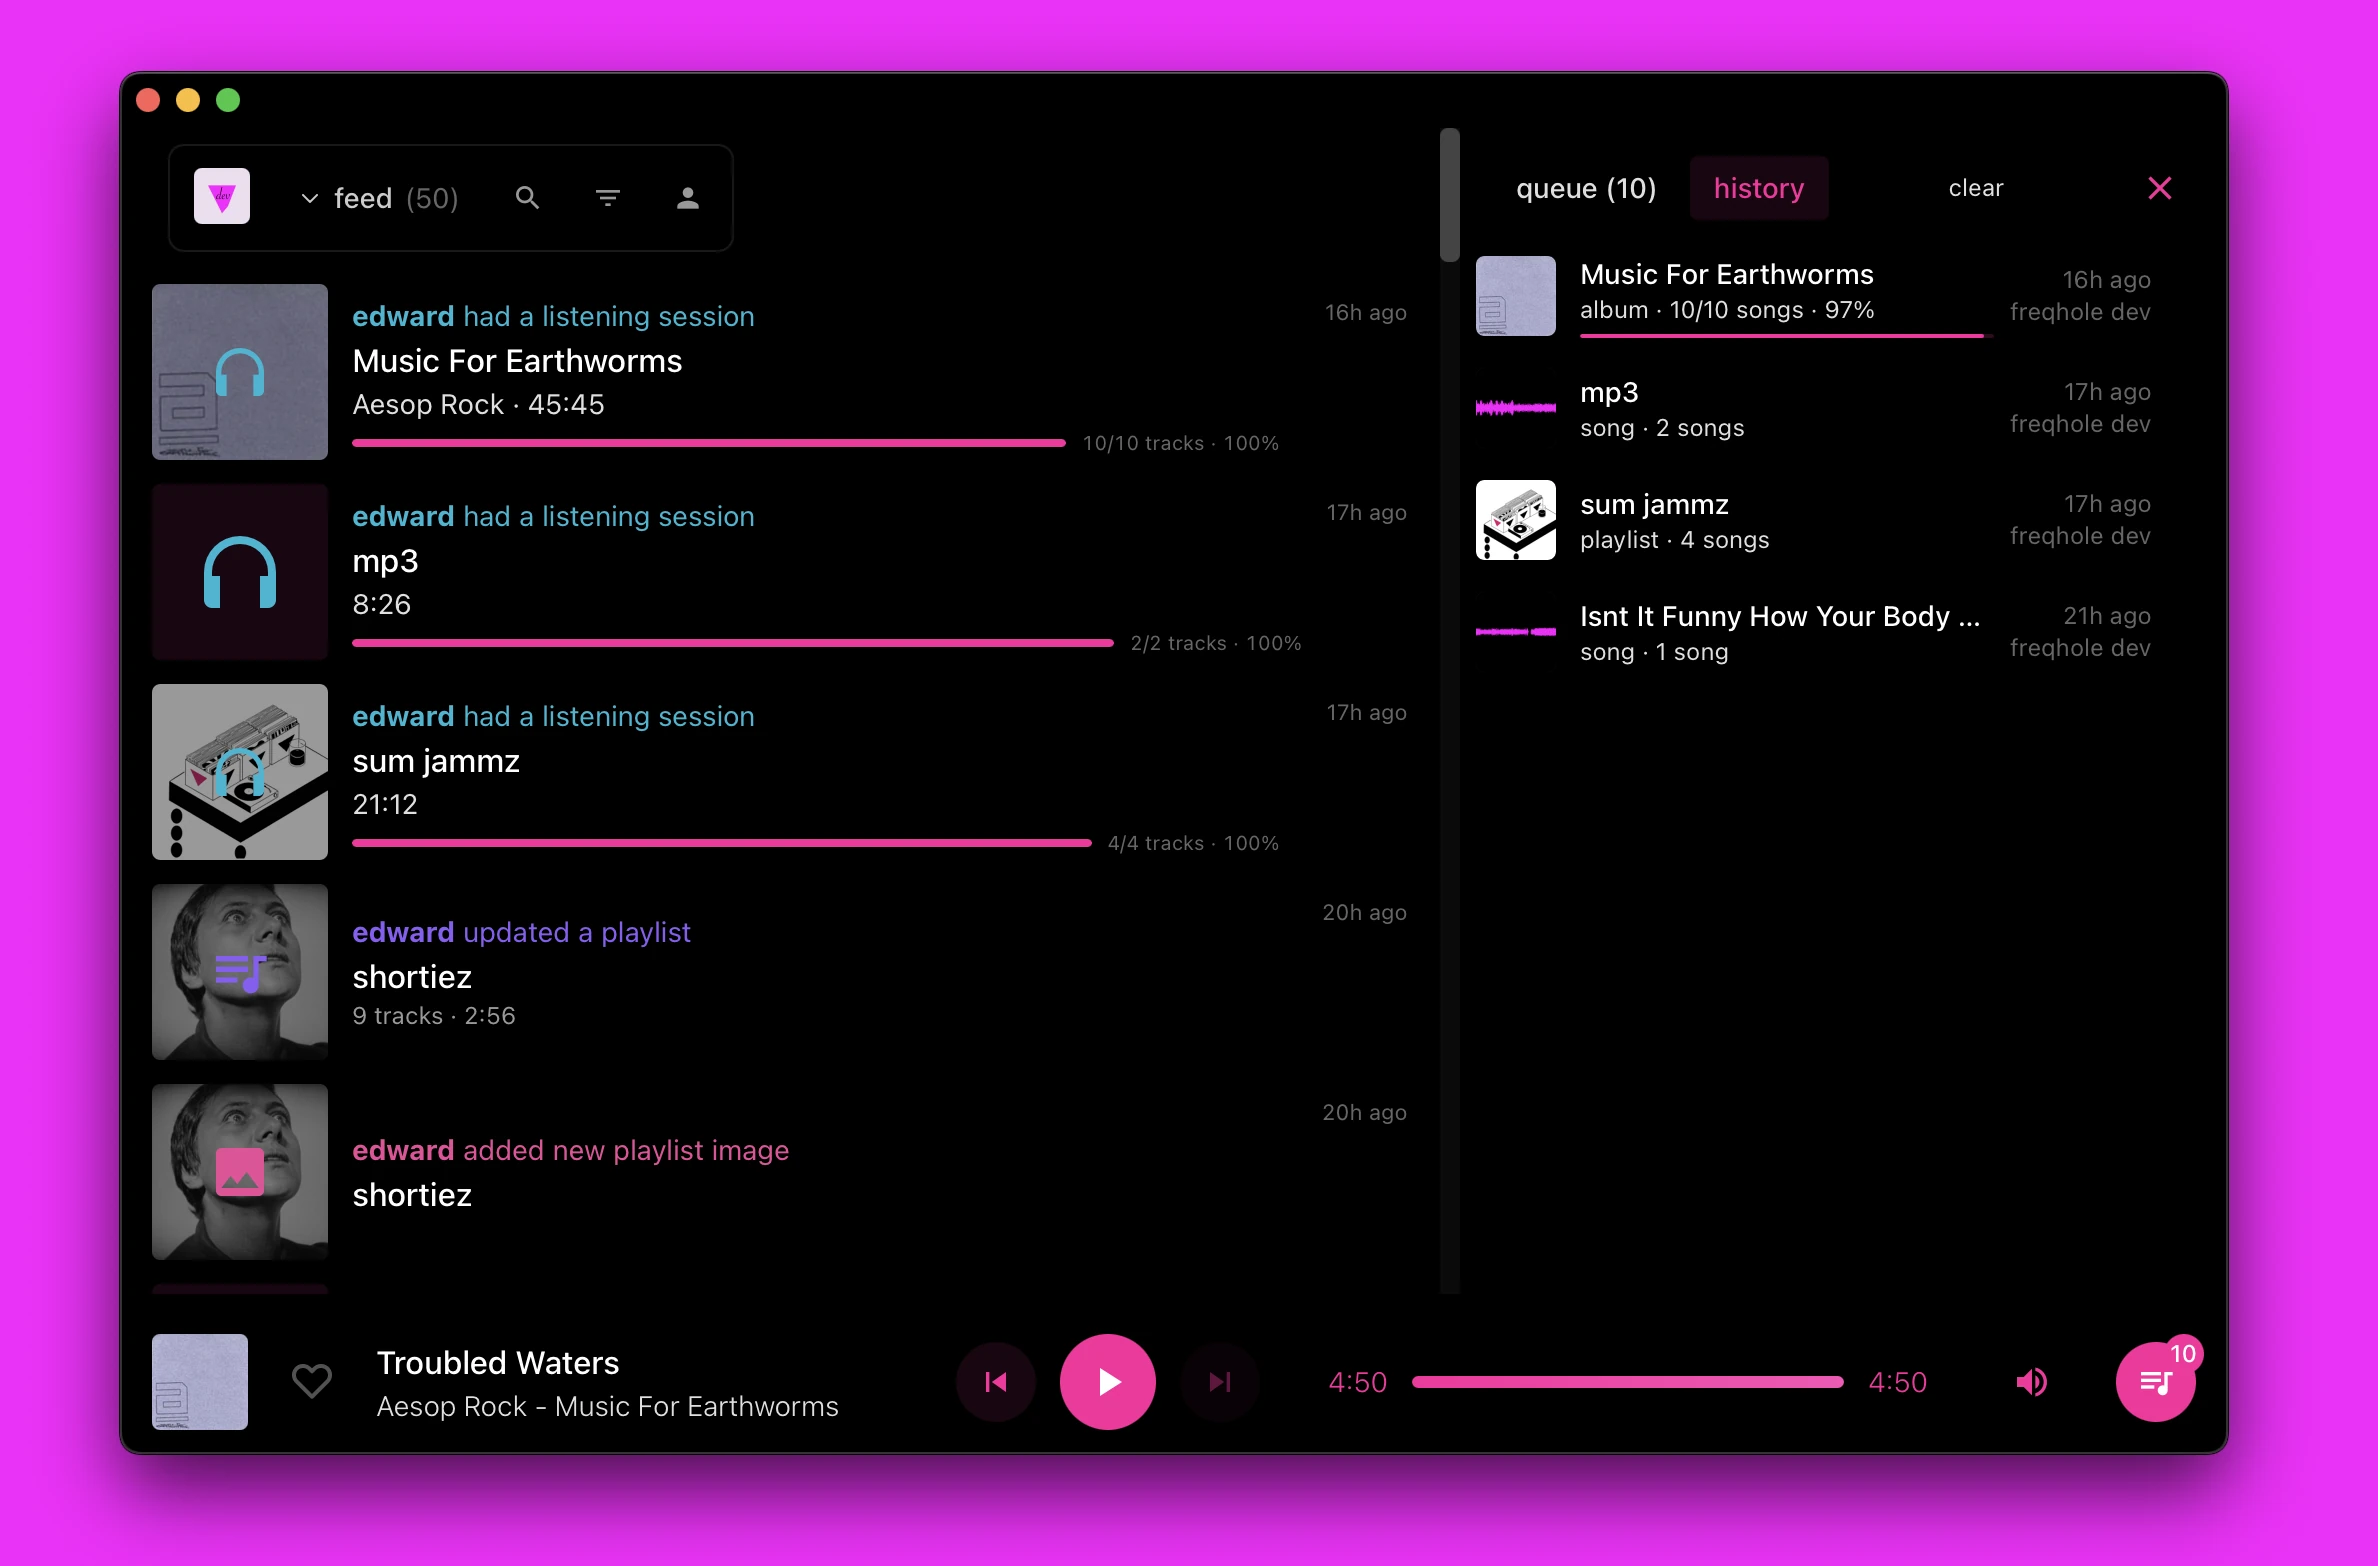 dev
feed (50)
edward had a listening session
16h ago
Music For Earthworms
Aesop Rock · 45:45
10/10 tracks · 100%
edward had a listening session
17h ago
mp3
8:26
2/2 tracks · 100%
edward had a listening session
17h ago
sum jammz
21:12
4/4 tracks · 100%
edward updated a playlist
20h ago
shortiez
9 tracks · 2:56
edward added new playlist image
20h ago
shortiez
queue (10)
history
clear
Music For Earthworms
album · 10/10 songs · 97%
16h ago
freqhole dev
mp3
song · 2 songs
17h ago
freqhole dev
sum jammz
playlist · 4 songs
17h ago
freqhole dev
Isnt It Funny How Your Body ...
song · 1 song
21h ago
freqhole dev
Troubled Waters
Aesop Rock - Music For Earthworms
4:50
4:50
10